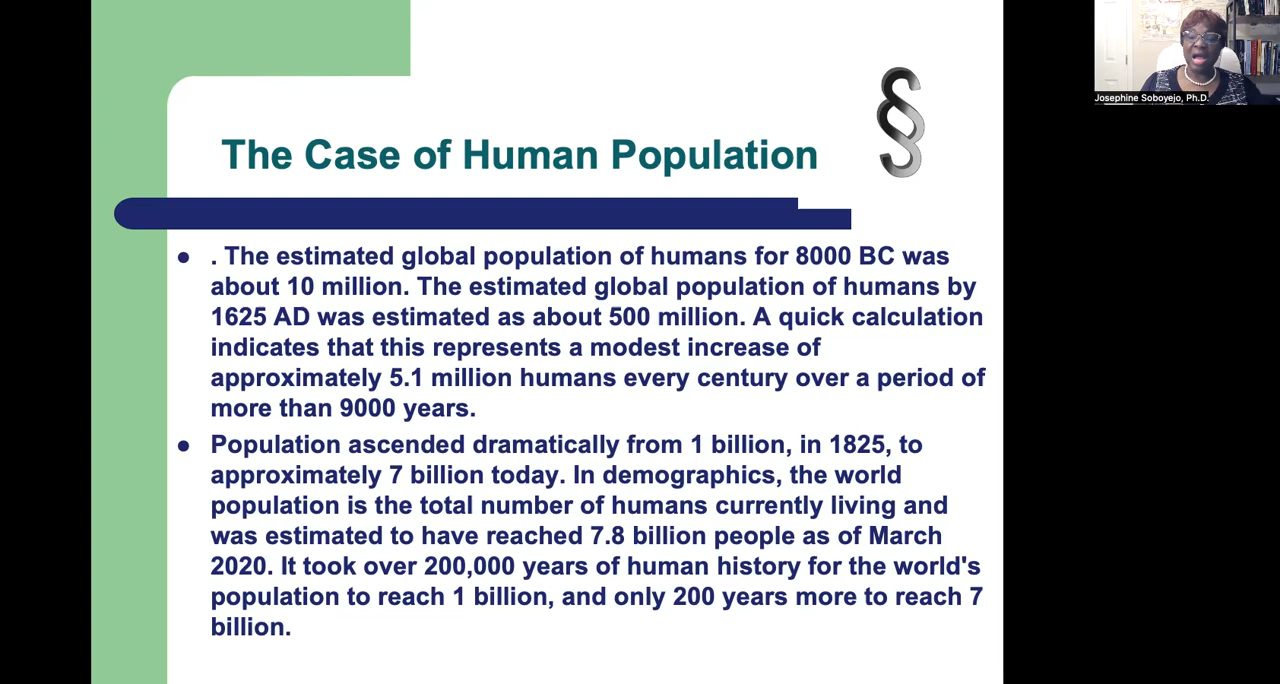 Josephine Soboyejo, Ph.D.
§
The Case of Human Population
• . The estimated global population of humans for 8000 BC was
about 10 million. The estimated global population of humans by
1625 AD was estimated as about 500 million. A quick calculation
indicates that this represents a modest increase of
approximately 5.1 million humans every century over a period of
more than 9000 years.
• Population ascended dramatically from 1 billion, in 1825, to
approximately 7 billion today. In demographics, the world
population is the total number of humans currently living and
was estimated to have reached 7.8 billion people as of March
2020. It took over 200,000 years of human history for the world's
population to reach 1 billion, and only 200 years more to reach 7
billion.